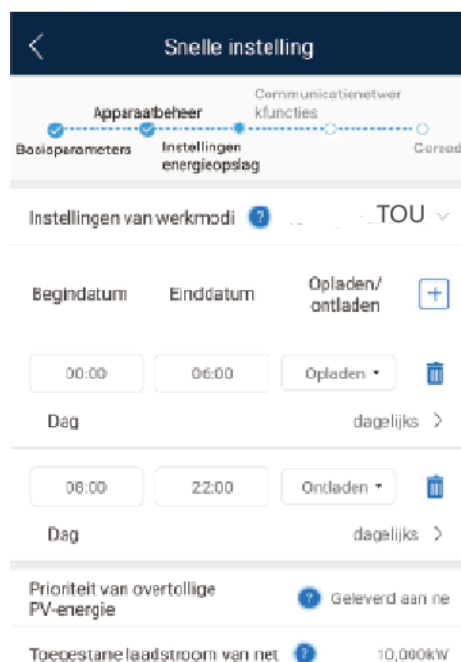 Snelle instelling
Communicatienetwer
kfuncties
Apparaatbeheer
Basisparameters
Instellingen
energieopslag
Gereed
Instellingen van werkmodi ? TOU
Begindatum Einddatum Opladen/
ontladen
00:00 06:00 Opladen
Dag dagelijks
08:00 22:00 Ontladen
Dag dagelijks
Prioriteit van overtollige
PV-energie ? Geleverd aan ne
Toegestane laadstroom van net ? 10,000kW